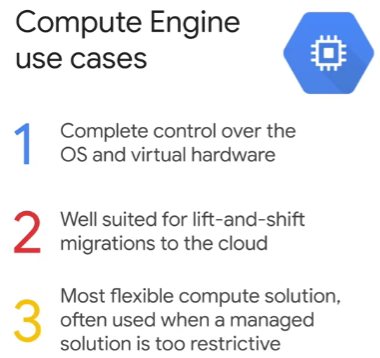 Compute Engine
use cases
1
Complete control over the
OS and virtual hardware
2
Well suited for lift-and-shift
migrations to the cloud
3
Most flexible compute solution,
often used when a managed
solution is too restrictive